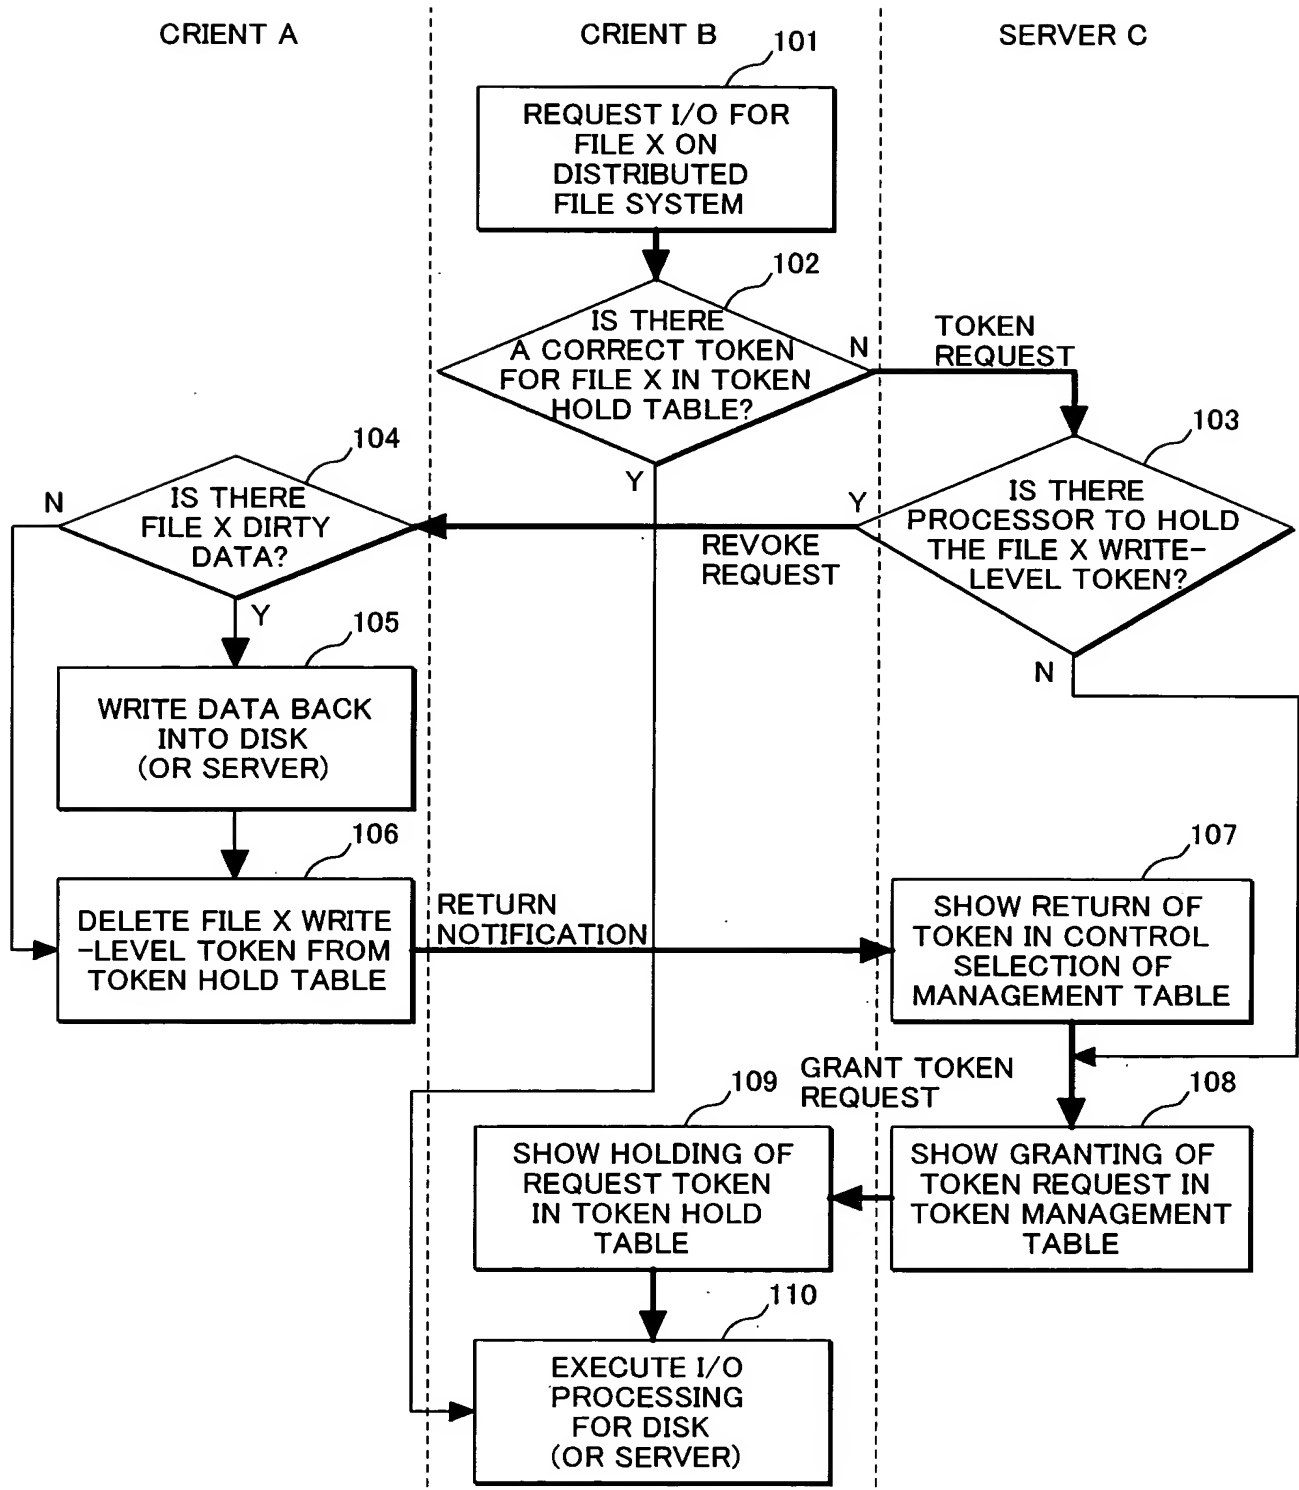 CRIENT A
CRIENT B
SERVER C
101
REQUEST I/O FOR
FILE X ON
DISTRIBUTED
FILE SYSTEM
102
IS THERE
A CORRECT TOKEN
FOR FILE X IN TOKEN
HOLD TABLE?
N
Y
TOKEN
REQUEST
103
IS THERE
PROCESSOR TO HOLD
THE FILE X WRITE-
LEVEL TOKEN?
Y
N
REVOKE
REQUEST
104
IS THERE
FILE X DIRTY
DATA?
N
Y
105
WRITE DATA BACK
INTO DISK
(OR SERVER)
106
DELETE FILE X WRITE
-LEVEL TOKEN FROM
TOKEN HOLD TABLE
RETURN
NOTIFICATION
107
SHOW RETURN OF
TOKEN IN CONTROL
SELECTION OF
MANAGEMENT TABLE
GRANT TOKEN
REQUEST
108
SHOW GRANTING OF
TOKEN REQUEST IN
TOKEN MANAGEMENT
TABLE
109
SHOW HOLDING OF
REQUEST TOKEN
IN TOKEN HOLD
TABLE
110
EXECUTE I/O
PROCESSING
FOR DISK
(OR SERVER)